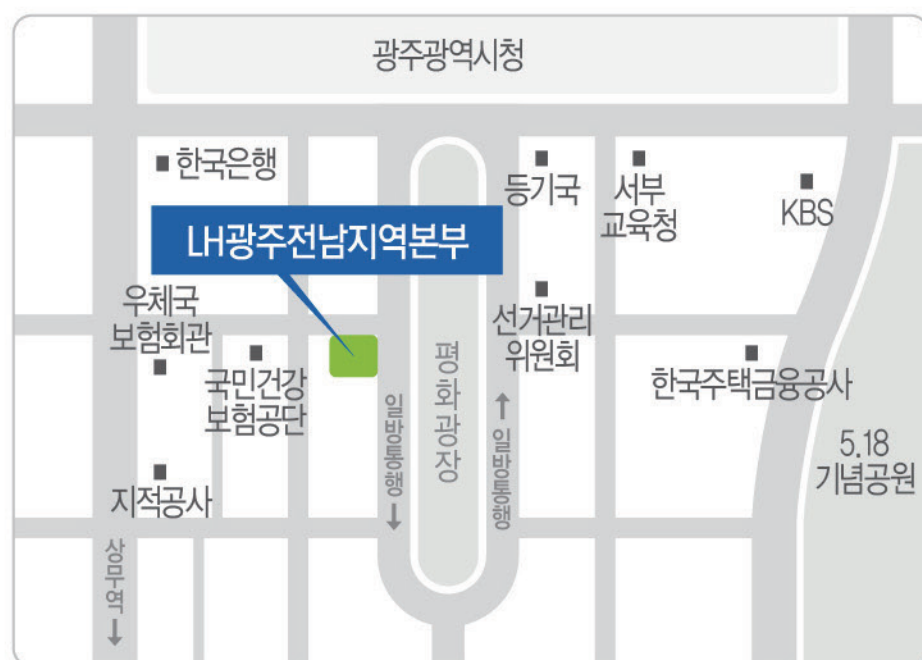 광주광역시청
한국은행
등기국
서부
교육청
KBS
LH광주전남지역본부
우체국
보험회관
선거관리
위원회
국민건강
보험공단
평화광장
한국주택금융공사
일방통행 ↓
↑ 일방통행
5.18
기념공원
지적공사
상무역 ↓